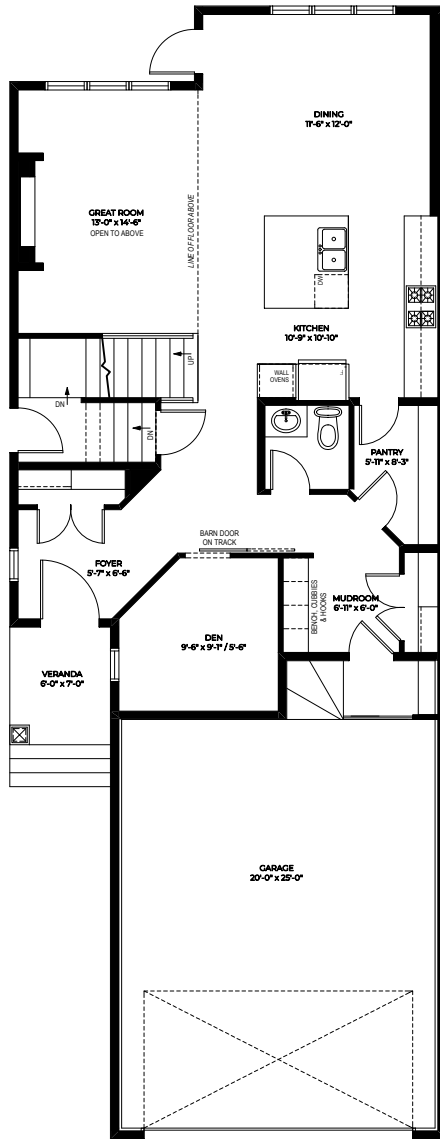 DINING
11'-6" x 12'-0"
GREAT ROOM
13'-0" x 14'-6"
OPEN TO ABOVE
LINE OF FLOOR ABOVE
DW
KITCHEN
10'-9" x 10'-10"
UP
WALL
OVENS
F.
DN
DN
PANTRY
5'-11" x 8'-3"
BARN DOOR
ON TRACK
FOYER
5'-7" x 6'-6"
BENCH, CUBBIES
& HOOKS
MUDROOM
6'-11" x 6'-0"
DEN
9'-6" x 9'-1" / 5'-6"
VERANDA
6'-0" x 7'-0"
GARAGE
20'-0" x 25'-0"